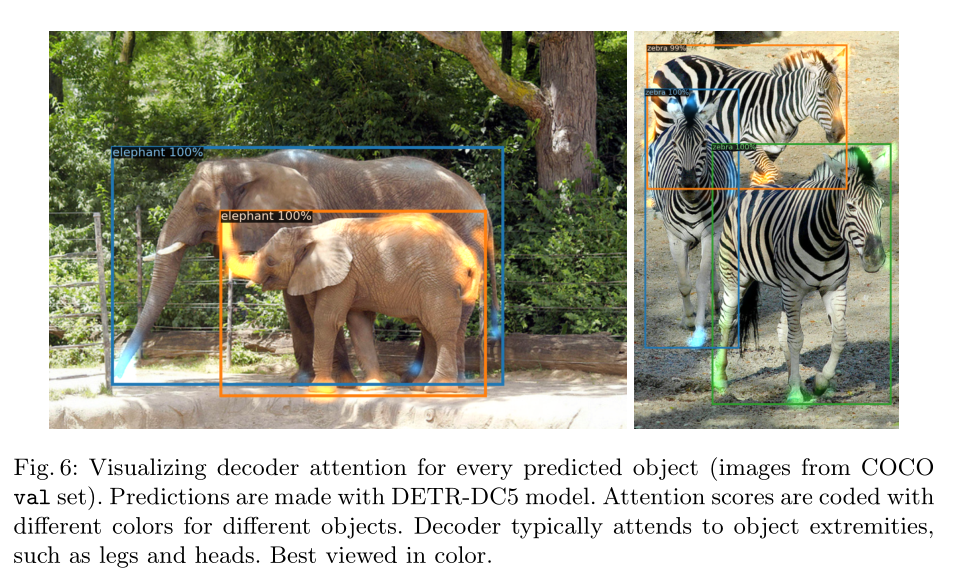 elephant 100%
elephant 100%
zebra 99%
zebra 100%
zebra 100%
Fig. 6: Visualizing decoder attention for every predicted object (images from COCO
val set). Predictions are made with DETR-DC5 model. Attention scores are coded with
different colors for different objects. Decoder typically attends to object extremities,
such as legs and heads. Best viewed in color.